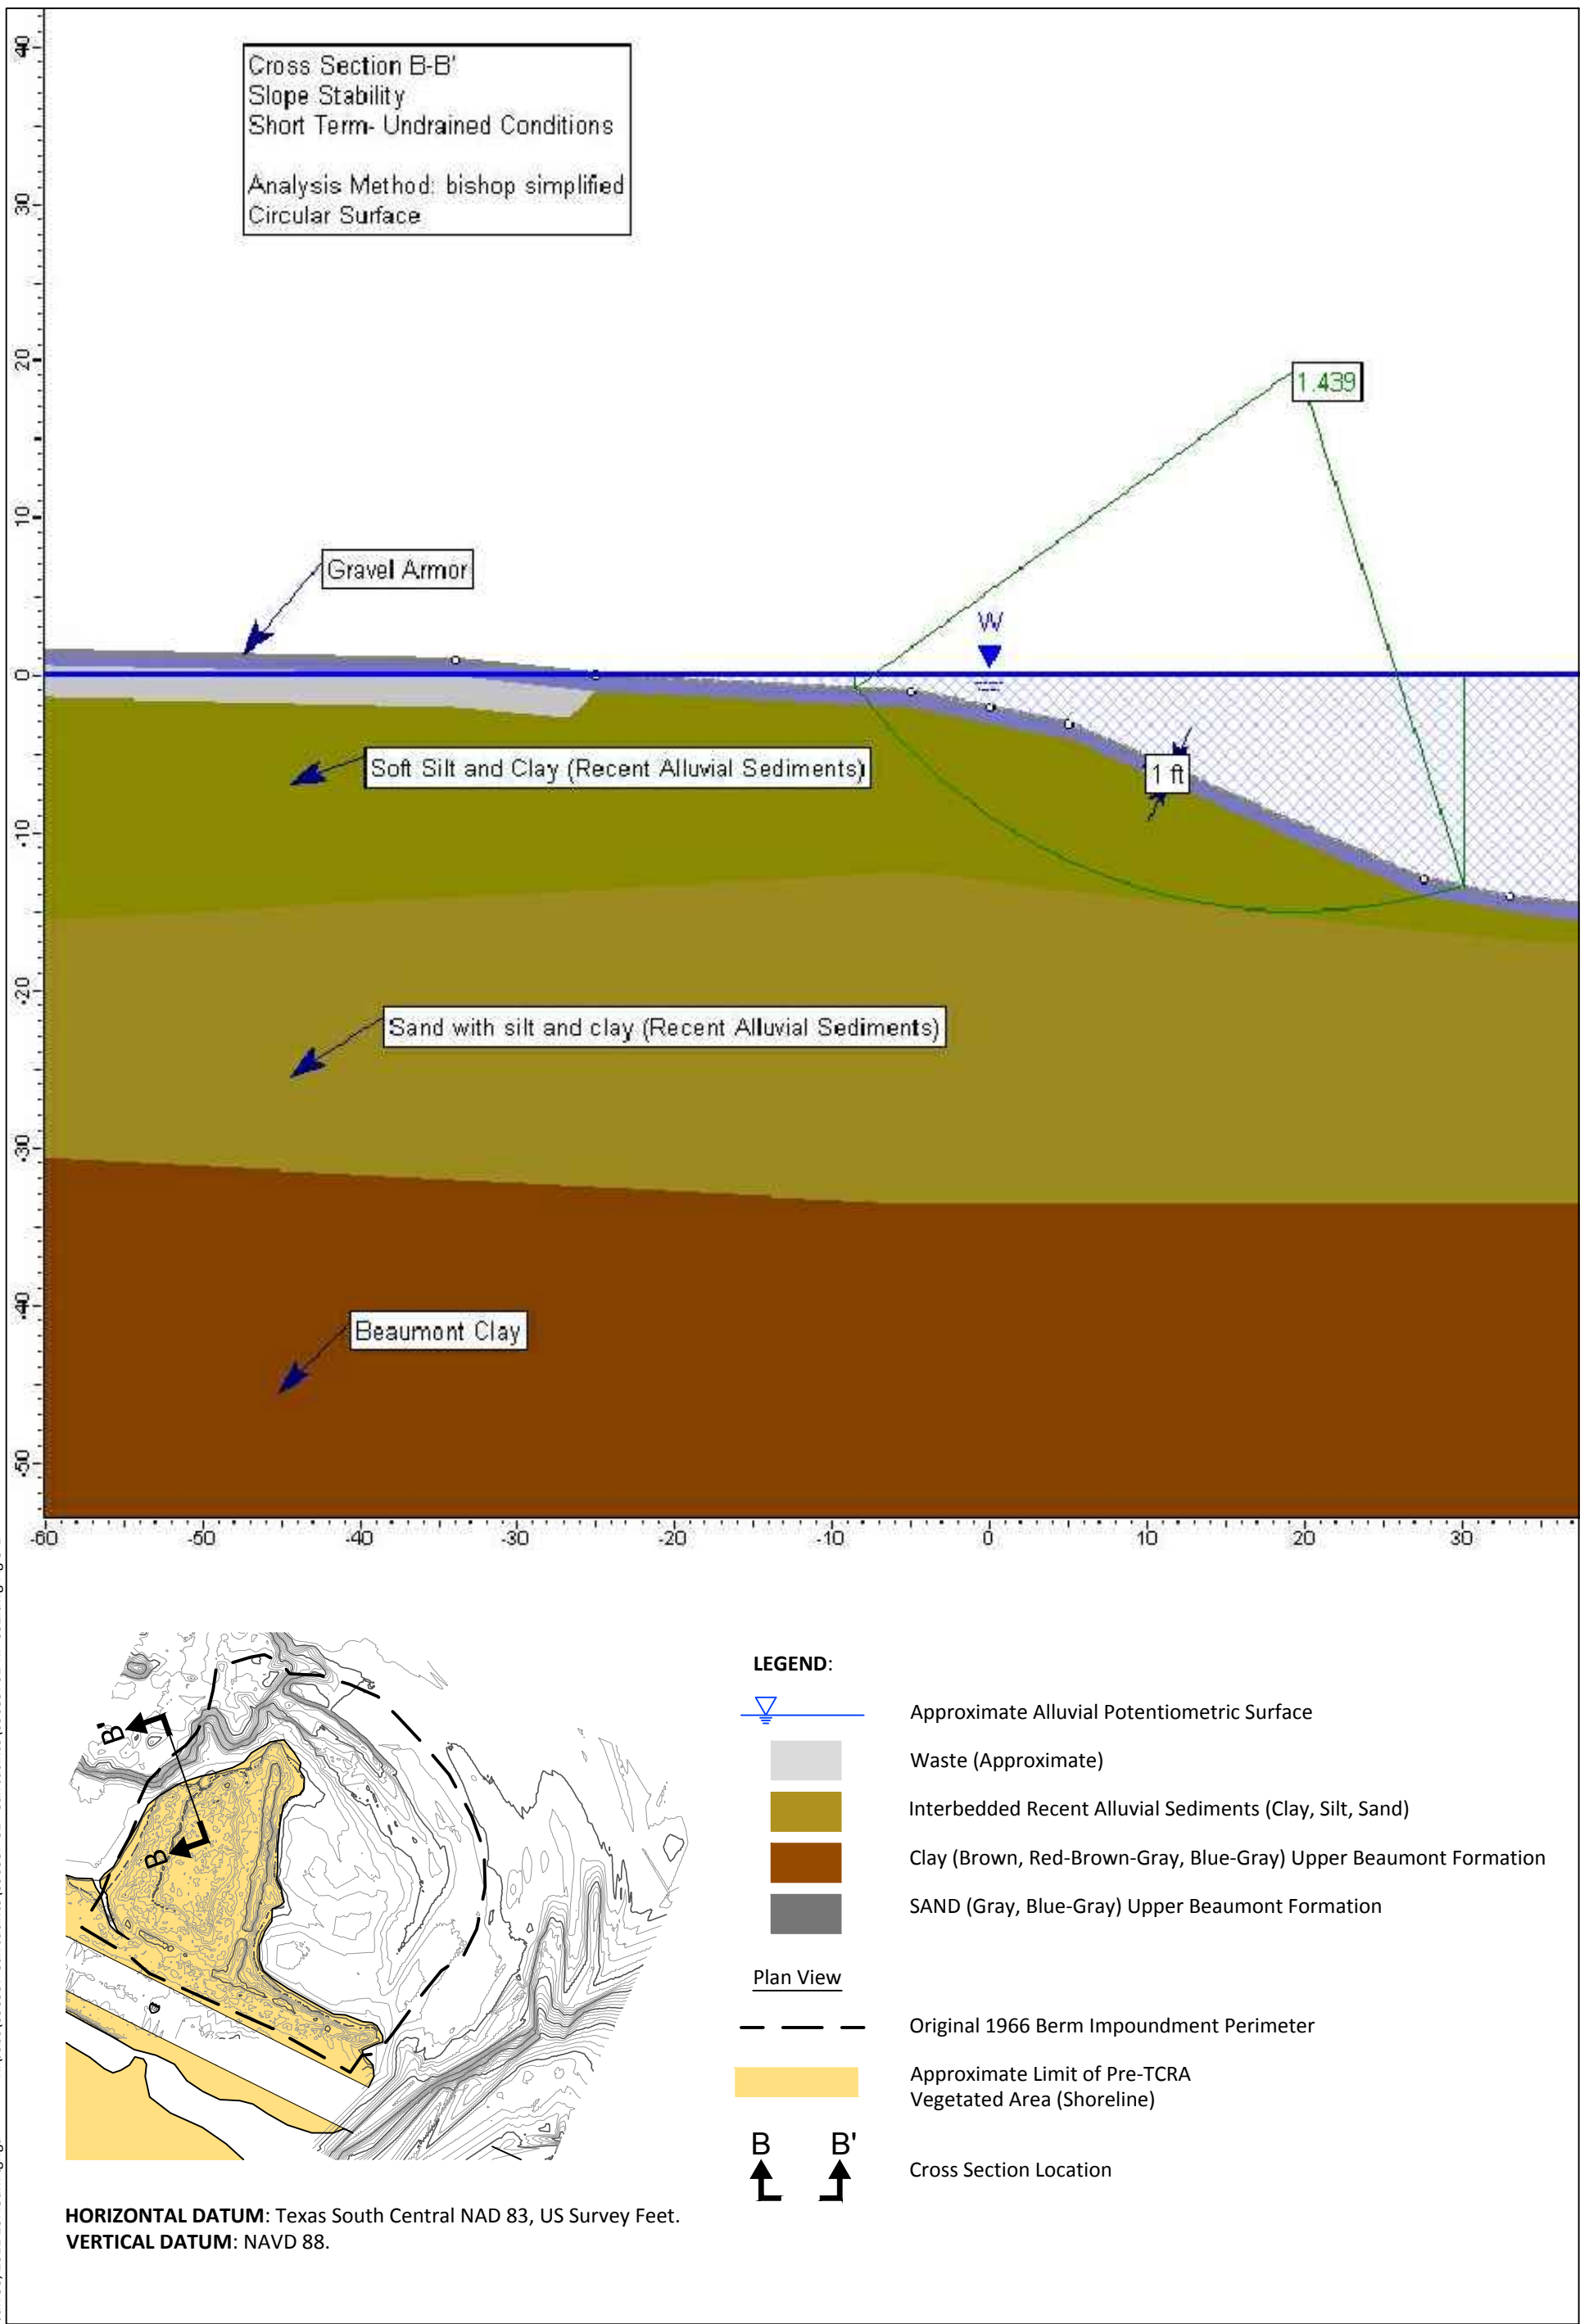 Cross Section B-B'
Slope Stability
Short Term- Undrained Conditions
Analysis Method: bishop simplified
Circular Surface
40
30
20
10
0
-10
-20
-30
-40
-50
1.439
Gravel Armor
W
Soft Silt and Clay (Recent Alluvial Sediments)
1 ft
Sand with silt and clay (Recent Alluvial Sediments)
Beaumont Clay
-60 -50 -40 -30 -20 -10 0 10 20 30
B'
B
LEGEND:
Approximate Alluvial Potentiometric Surface
Waste (Approximate)
Interbedded Recent Alluvial Sediments (Clay, Silt, Sand)
Clay (Brown, Red-Brown-Gray, Blue-Gray) Upper Beaumont Formation
SAND (Gray, Blue-Gray) Upper Beaumont Formation
Plan View
Original 1966 Berm Impoundment Perimeter
Approximate Limit of Pre-TCRA
Vegetated Area (Shoreline)
B B'
Cross Section Location
HORIZONTAL DATUM: Texas South Central NAD 83, US Survey Feet.
VERTICAL DATUM: NAVD 88.